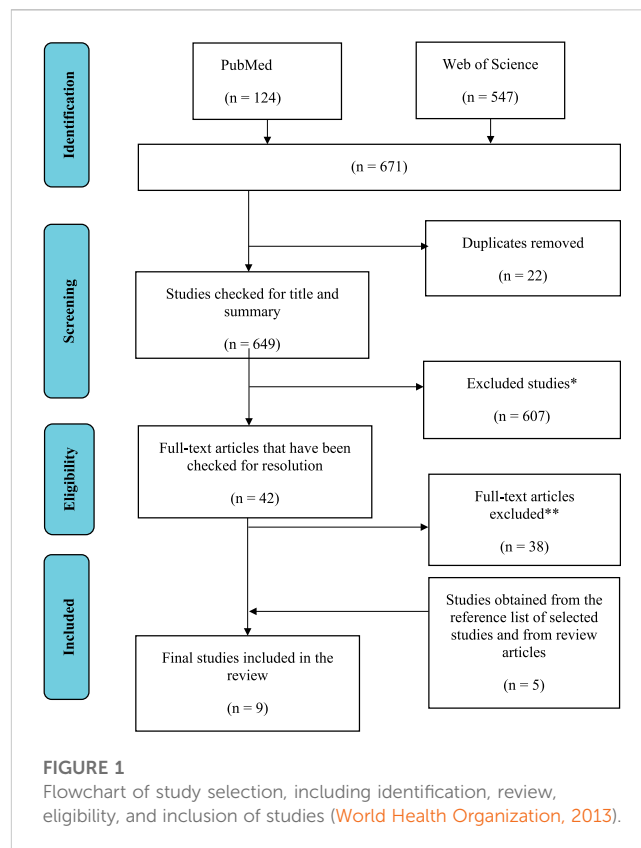 Identification
PubMed
(n = 124)
Web of Science
(n = 547)
(n = 671)
Screening
Duplicates removed
(n = 22)
Studies checked for title and
summary
(n = 649)
Excluded studies*
(n = 607)
Eligibility
Full-text articles that have been
checked for resolution
(n = 42)
Full-text articles
excluded**
(n = 38)
Included
Studies obtained from the
reference list of selected
studies and from review
articles
(n = 5)
Final studies included in the
review
(n = 9)
FIGURE 1
Flowchart of study selection, including identification, review,
eligibility, and inclusion of studies (World Health Organization, 2013).